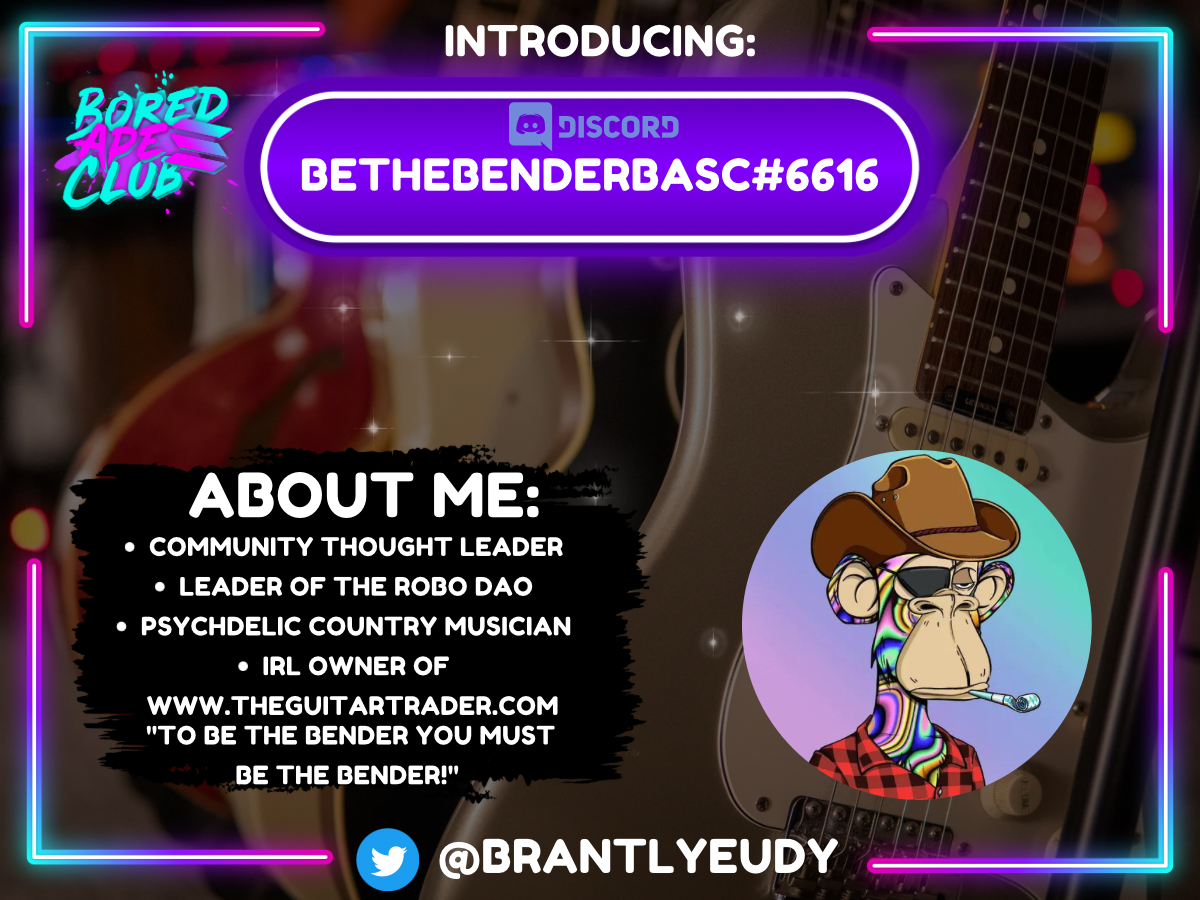 INTRODUCING:
BORED
APE
CLUB
DISCORD
BETHEBENDERBASC#6616
ABOUT ME:
• COMMUNITY THOUGHT LEADER
• LEADER OF THE ROBO DAO
• PSYCHDELIC COUNTRY MUSICIAN
• IRL OWNER OF
WWW.THEGUITARTRADER.COM
"TO BE THE BENDER YOU MUST
BE THE BENDER!"
@BRANTLYEUDY